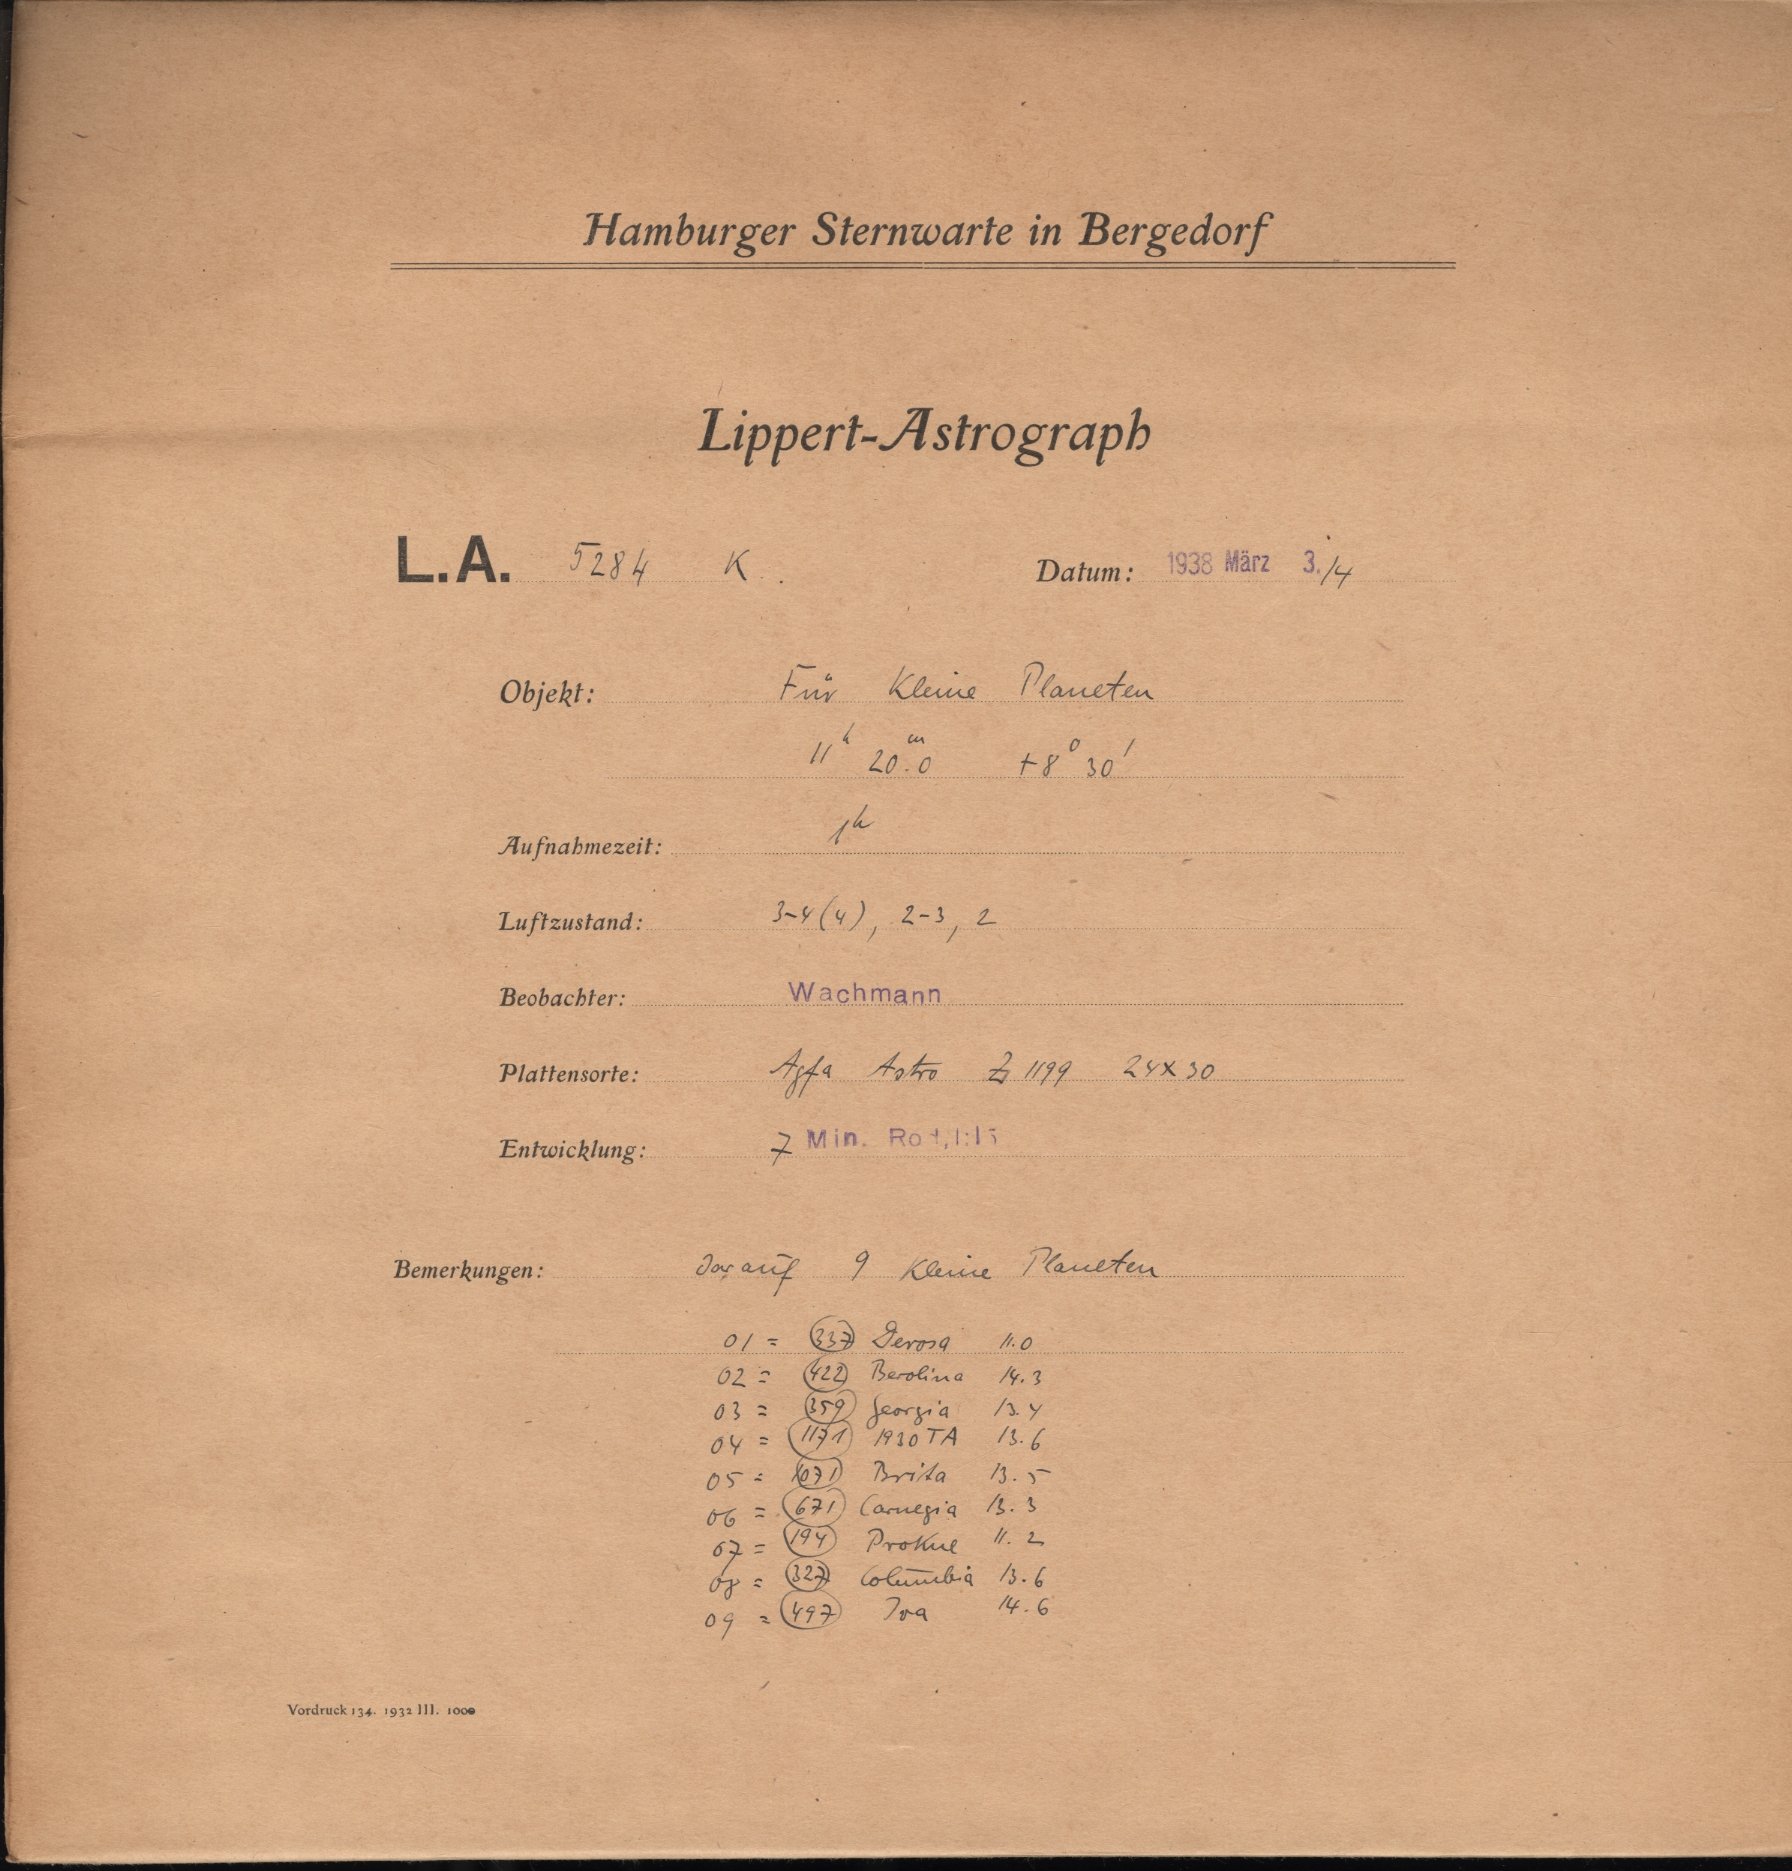 Hamburger Sternwarte in Bergedorf
Lippert-Astrograph
L.A. 5284 K. Datum: 1938 März 3./4
Objekt: Für Kleine Planeten
11h 20m.0 +8° 30'
Aufnahmezeit: 1h
Luftzustand: 3-4(4), 2-3, 2
Beobachter: Wachmann
Plattensorte: Agfa Astro Z 1199 24x30
Entwicklung: 7 Min. Rod, 1:15
Bemerkungen: darauf 9 Kleine Planeten
01 = 337 Devosa 11.0
02 = 422 Berolina 14.3
03 = 359 Georgia 13.4
04 = 1171 1930 TA 13.6
05 = 1071 Brita 13.5
06 = 671 Carnegia 13.3
07 = 194 Prokne 11.2
08 = 327 Columbia 13.6
09 = 497 Iva 14.6
Vordruck 134. 1932 III. 1000